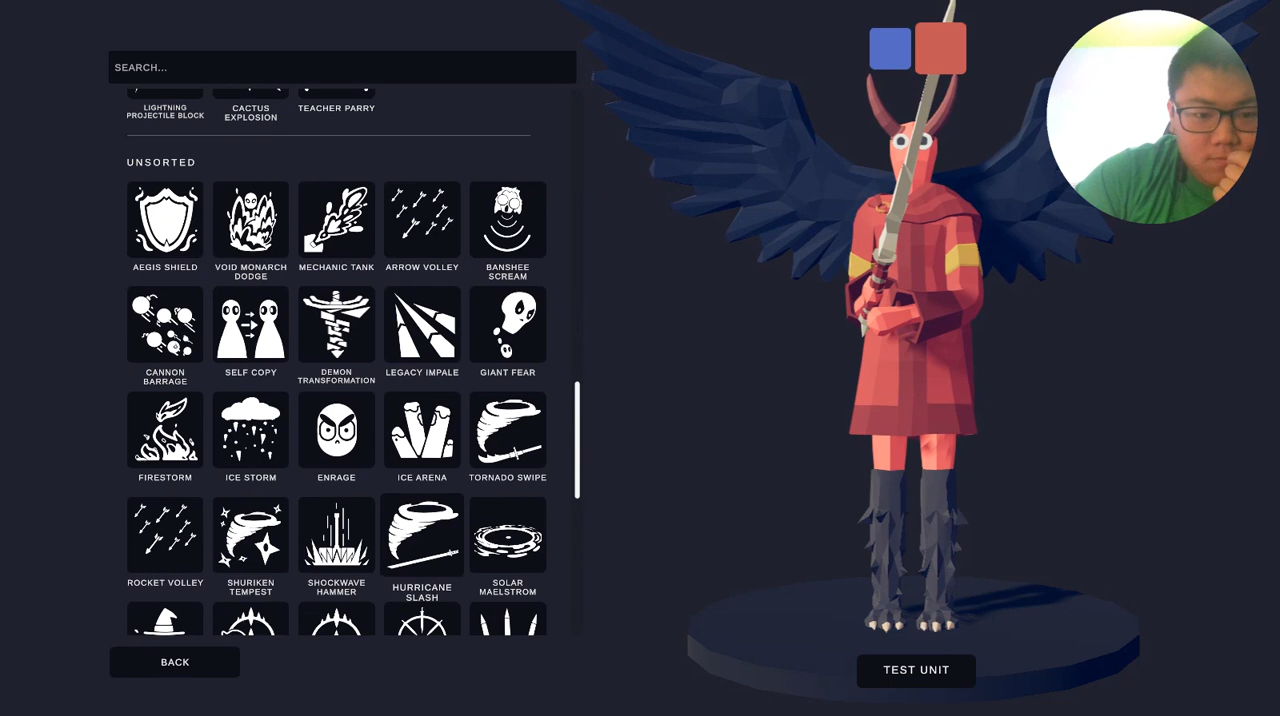 SEARCH...
LIGHTNING
PROJECTILE BLOCK
CACTUS
EXPLOSION
TEACHER PARRY
UNSORTED
AEGIS SHIELD
VOID MONARCH
DODGE
MECHANIC TANK
ARROW VOLLEY
BANSHEE
SCREAM
CANNON
BARRAGE
SELF COPY
DEMON
TRANSFORMATION
LEGACY IMPALE
GIANT FEAR
FIRESTORM
ICE STORM
ENRAGE
ICE ARENA
TORNADO SWIPE
ROCKET VOLLEY
SHURIKEN
TEMPEST
SHOCKWAVE
HAMMER
HURRICANE
SLASH
SOLAR
MAELSTROM
BACK
TEST UNIT